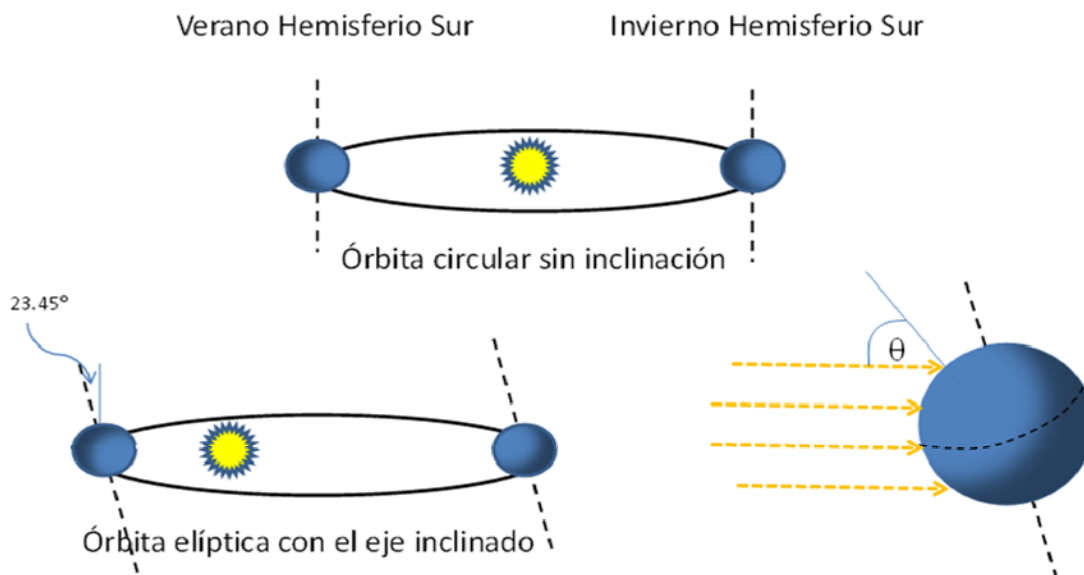 Verano Hemisferio Sur
Invierno Hemisferio Sur
Órbita circular sin inclinación
23.45°
θ
Órbita elíptica con el eje inclinado